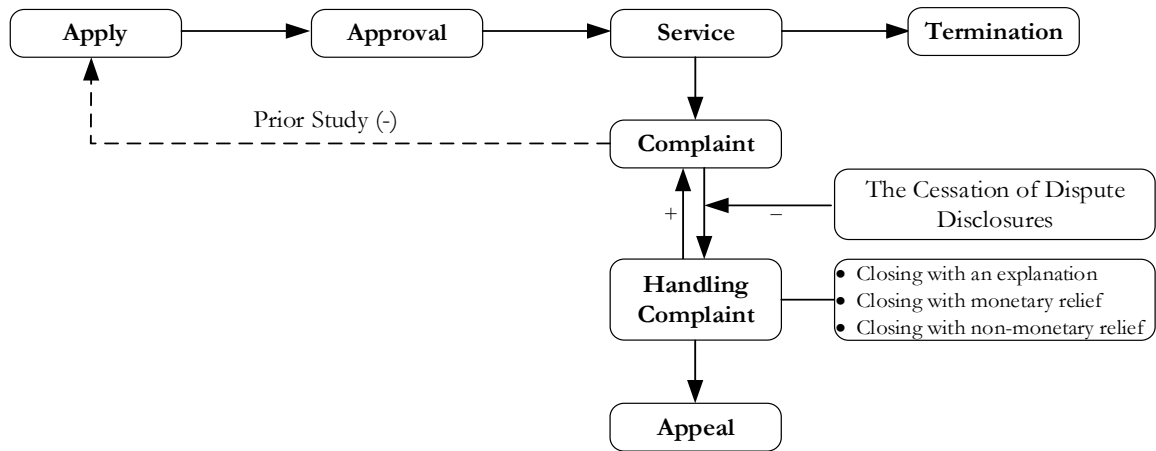 Apply
Approval
Service
Termination
Prior Study (-)
Complaint
The Cessation of Dispute
Disclosures
+
−
Handling
Complaint
• Closing with an explanation
• Closing with monetary relief
• Closing with non-monetary relief
Appeal